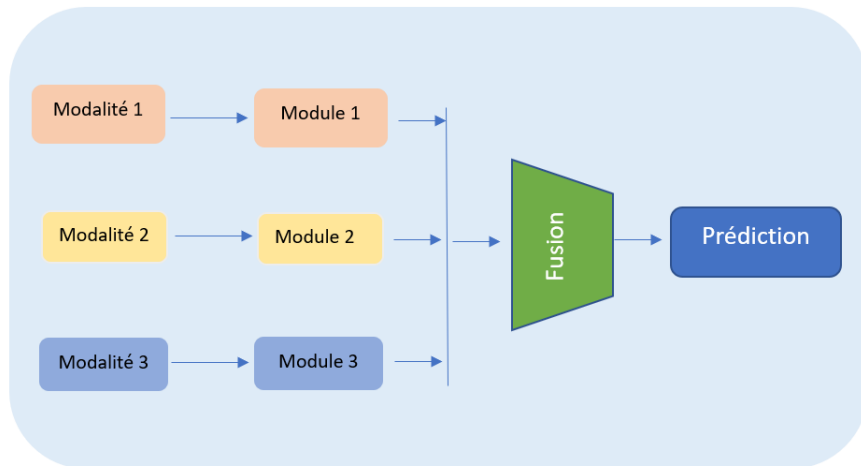 Modalité 1
Module 1
Modalité 2
Module 2
Modalité 3
Module 3
Fusion
Prédiction